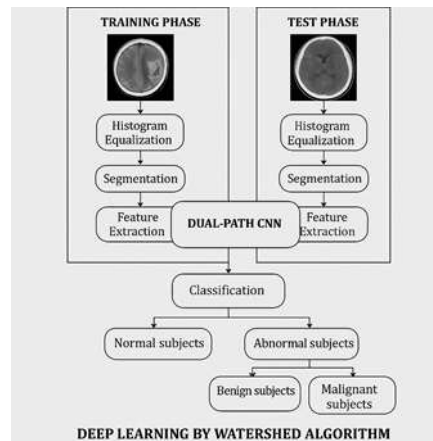 TRAINING PHASE
TEST PHASE
Histogram
Equalization
Histogram
Equalization
Segmentation
Segmentation
Feature
Extraction
DUAL-PATH CNN
Feature
Extraction
Classification
Normal subjects
Abnormal subjects
Benign subjects
Malignant
subjects
DEEP LEARNING BY WATERSHED ALGORITHM